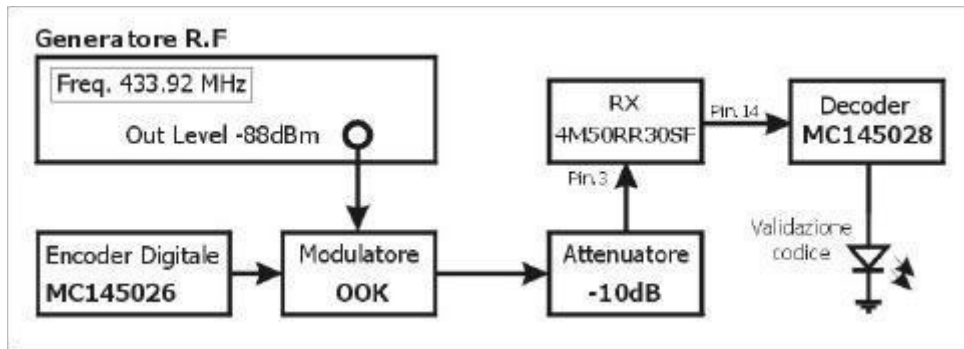 Generatore R.F
Freq. 433.92 MHz
Out Level -88dBm
RX
4M50RR30SF
Pin.14
Decoder
MC145028
Pin.3
Encoder Digitale
MC145026
Modulatore
OOK
Attenuatore
-10dB
Validazione
codice